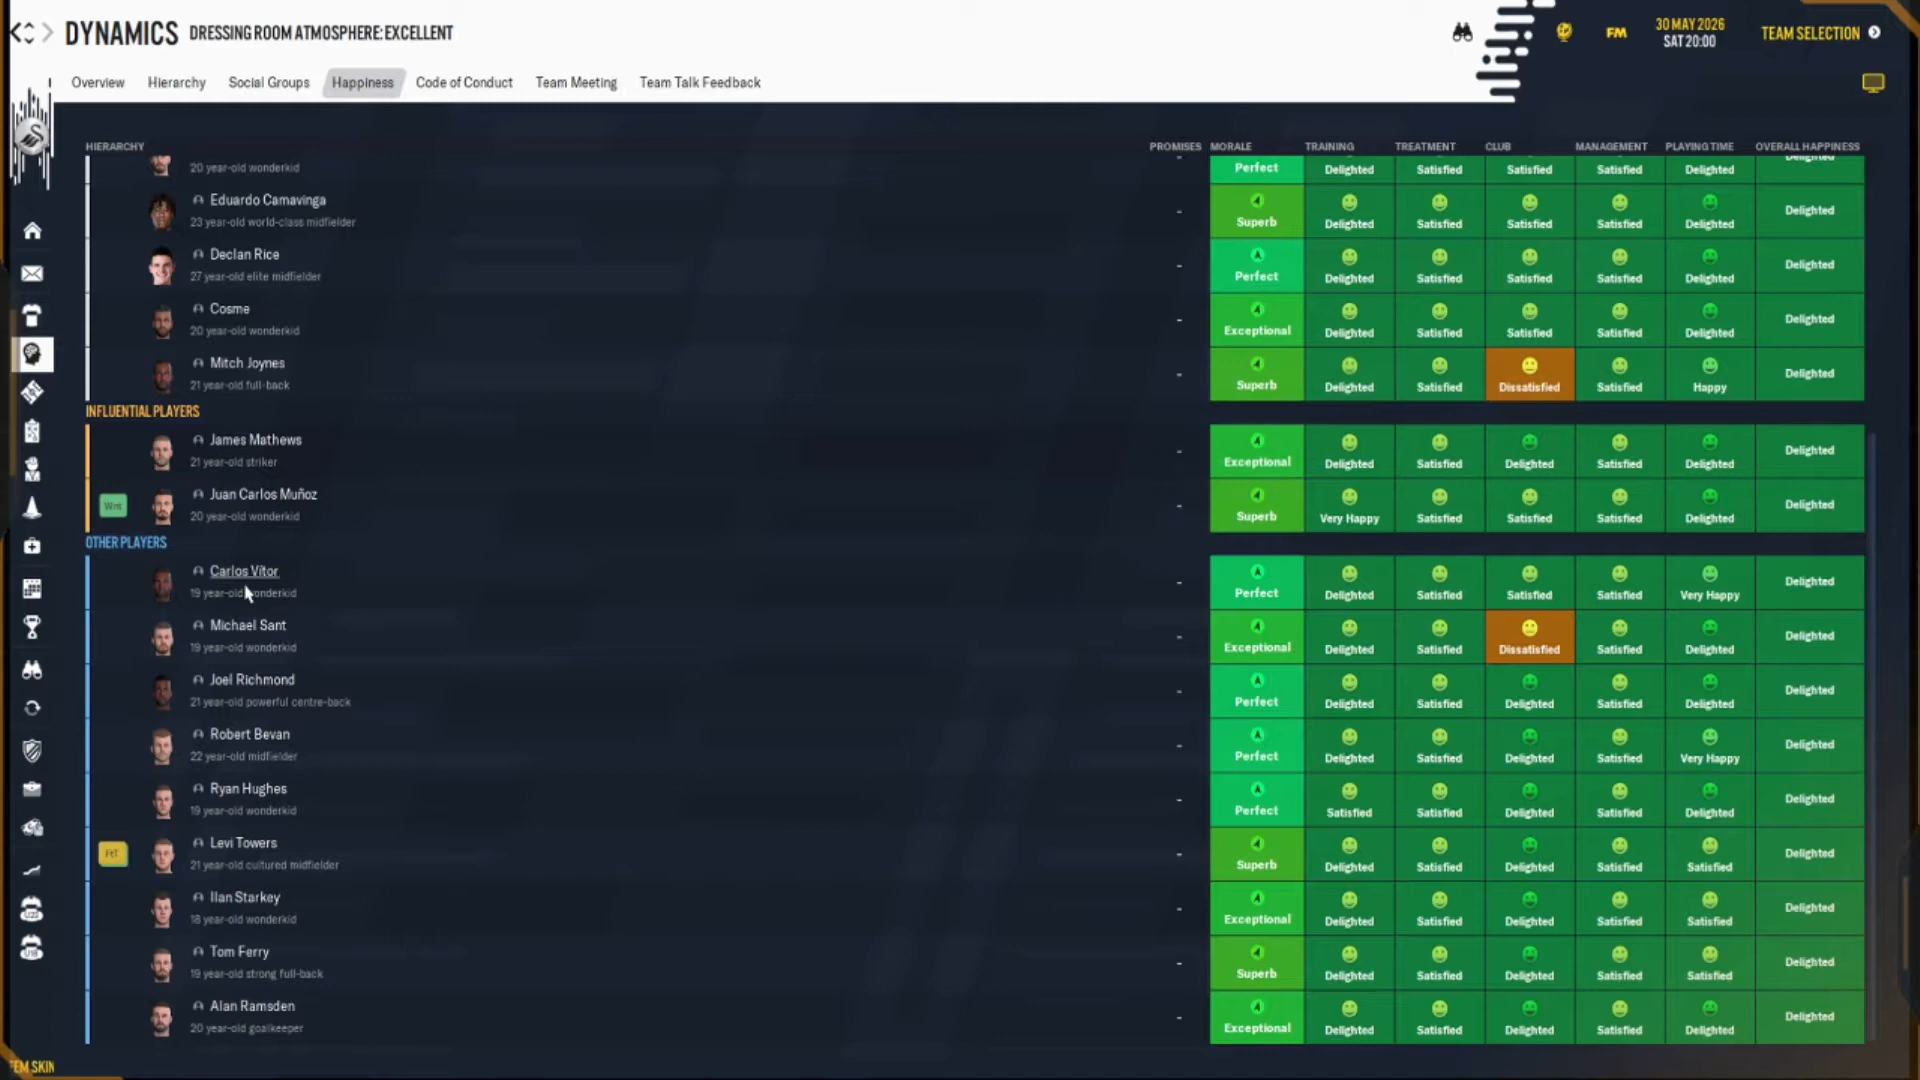 DYNAMICS DRESSING ROOM ATMOSPHERE: EXCELLENT
FM
30 MAY 2026
SAT 20:00
TEAM SELECTION
Overview Hierarchy Social Groups Happiness Code of Conduct Team Meeting Team Talk Feedback
HIERARCHY PROMISES MORALE TRAINING TREATMENT CLUB MANAGEMENT PLAYING TIME OVERALL HAPPINESS
20 year-old wonderkid - Perfect Delighted Satisfied Satisfied Satisfied Delighted Delighted
Eduardo Camavinga
23 year-old world-class midfielder - Superb Delighted Satisfied Satisfied Satisfied Delighted Delighted
Declan Rice
27 year-old elite midfielder - Perfect Delighted Satisfied Satisfied Satisfied Delighted Delighted
Cosme
20 year-old wonderkid - Exceptional Delighted Satisfied Satisfied Satisfied Delighted Delighted
Mitch Joynes
21 year-old full-back - Superb Delighted Satisfied Dissatisfied Satisfied Happy Delighted
INFLUENTIAL PLAYERS
James Mathews
21 year-old striker - Exceptional Delighted Satisfied Delighted Satisfied Delighted Delighted
Wnt Juan Carlos Muñoz
20 year-old wonderkid - Superb Very Happy Satisfied Satisfied Satisfied Delighted Delighted
OTHER PLAYERS
Carlos Vítor
19 year-old wonderkid - Perfect Delighted Satisfied Satisfied Satisfied Very Happy Delighted
Michael Sant
19 year-old wonderkid - Exceptional Delighted Satisfied Dissatisfied Satisfied Delighted Delighted
Joel Richmond
21 year-old powerful centre-back - Perfect Delighted Satisfied Delighted Satisfied Delighted Delighted
Robert Bevan
22 year-old midfielder - Perfect Delighted Satisfied Delighted Satisfied Very Happy Delighted
Ryan Hughes
19 year-old wonderkid - Perfect Satisfied Satisfied Delighted Satisfied Delighted Delighted
Levi Towers
21 year-old cultured midfielder - Superb Delighted Satisfied Delighted Satisfied Satisfied Delighted
Ilan Starkey
18 year-old wonderkid - Exceptional Delighted Satisfied Delighted Satisfied Satisfied Delighted
Tom Ferry
19 year-old strong full-back - Superb Delighted Satisfied Delighted Satisfied Satisfied Delighted
Alan Ramsden
20 year-old goalkeeper - Exceptional Delighted Satisfied Delighted Satisfied Delighted Delighted
SKIN